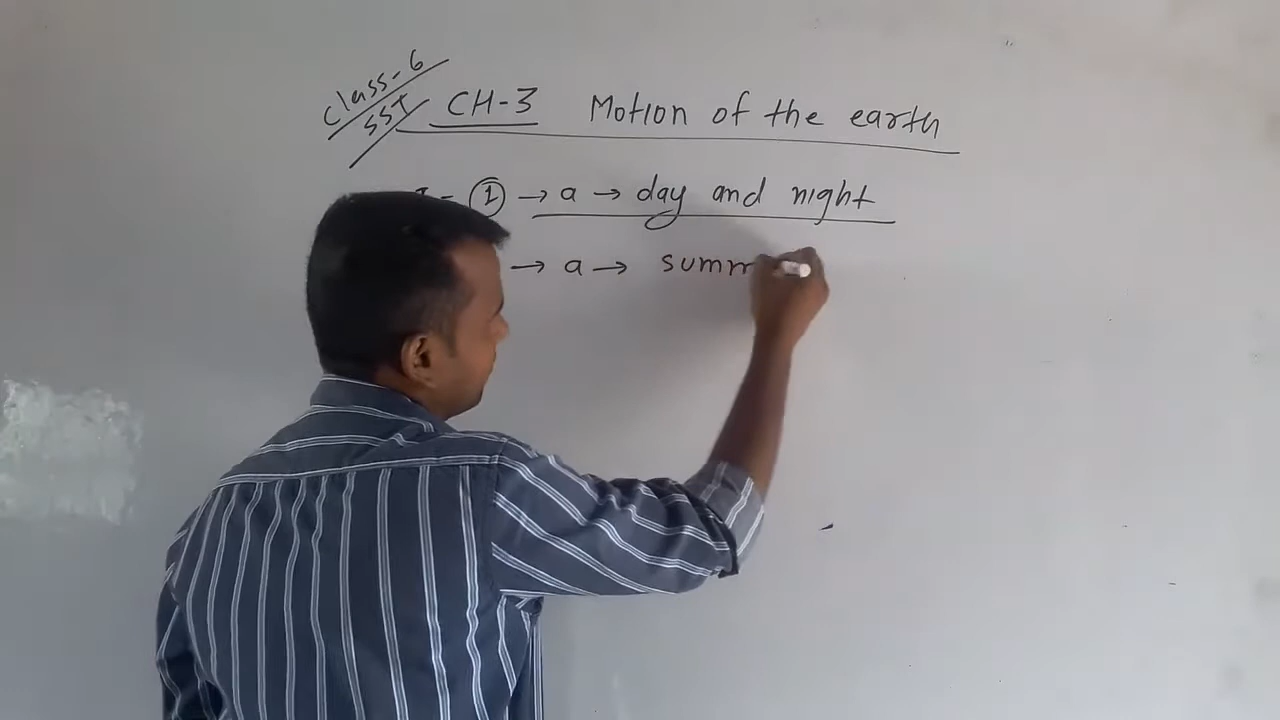 Class-6
SST
CH-3 Motion of the earth
1 → a → day and night
→ a → summ